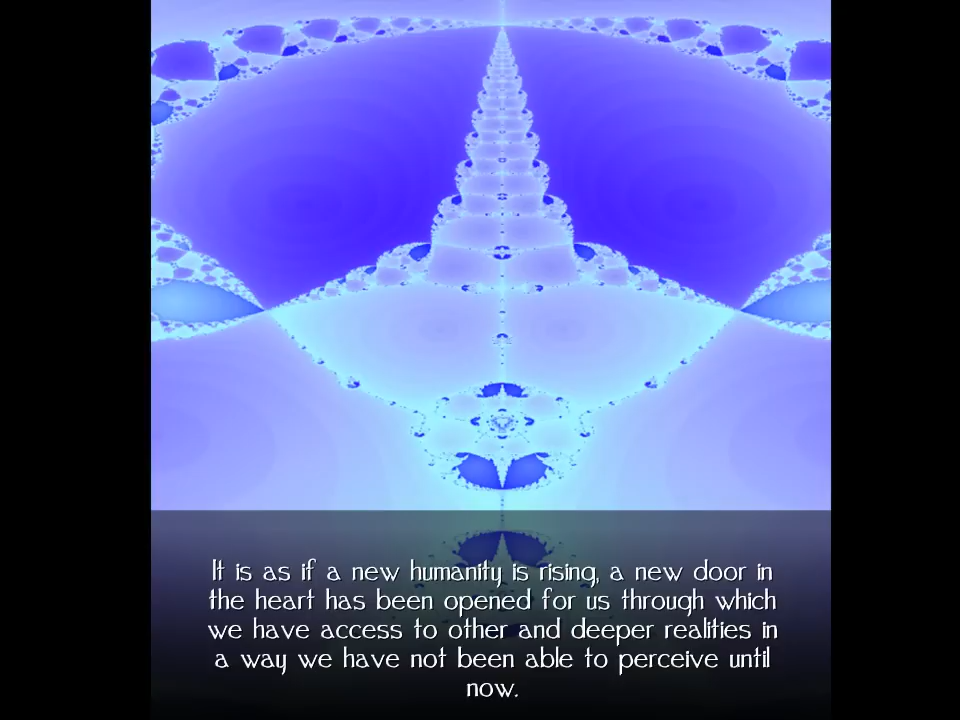 It is as if a new humanity is rising, a new door in
the heart has been opened for us through which
we have access to other and deeper realities in
a way we have not been able to perceive until
now.